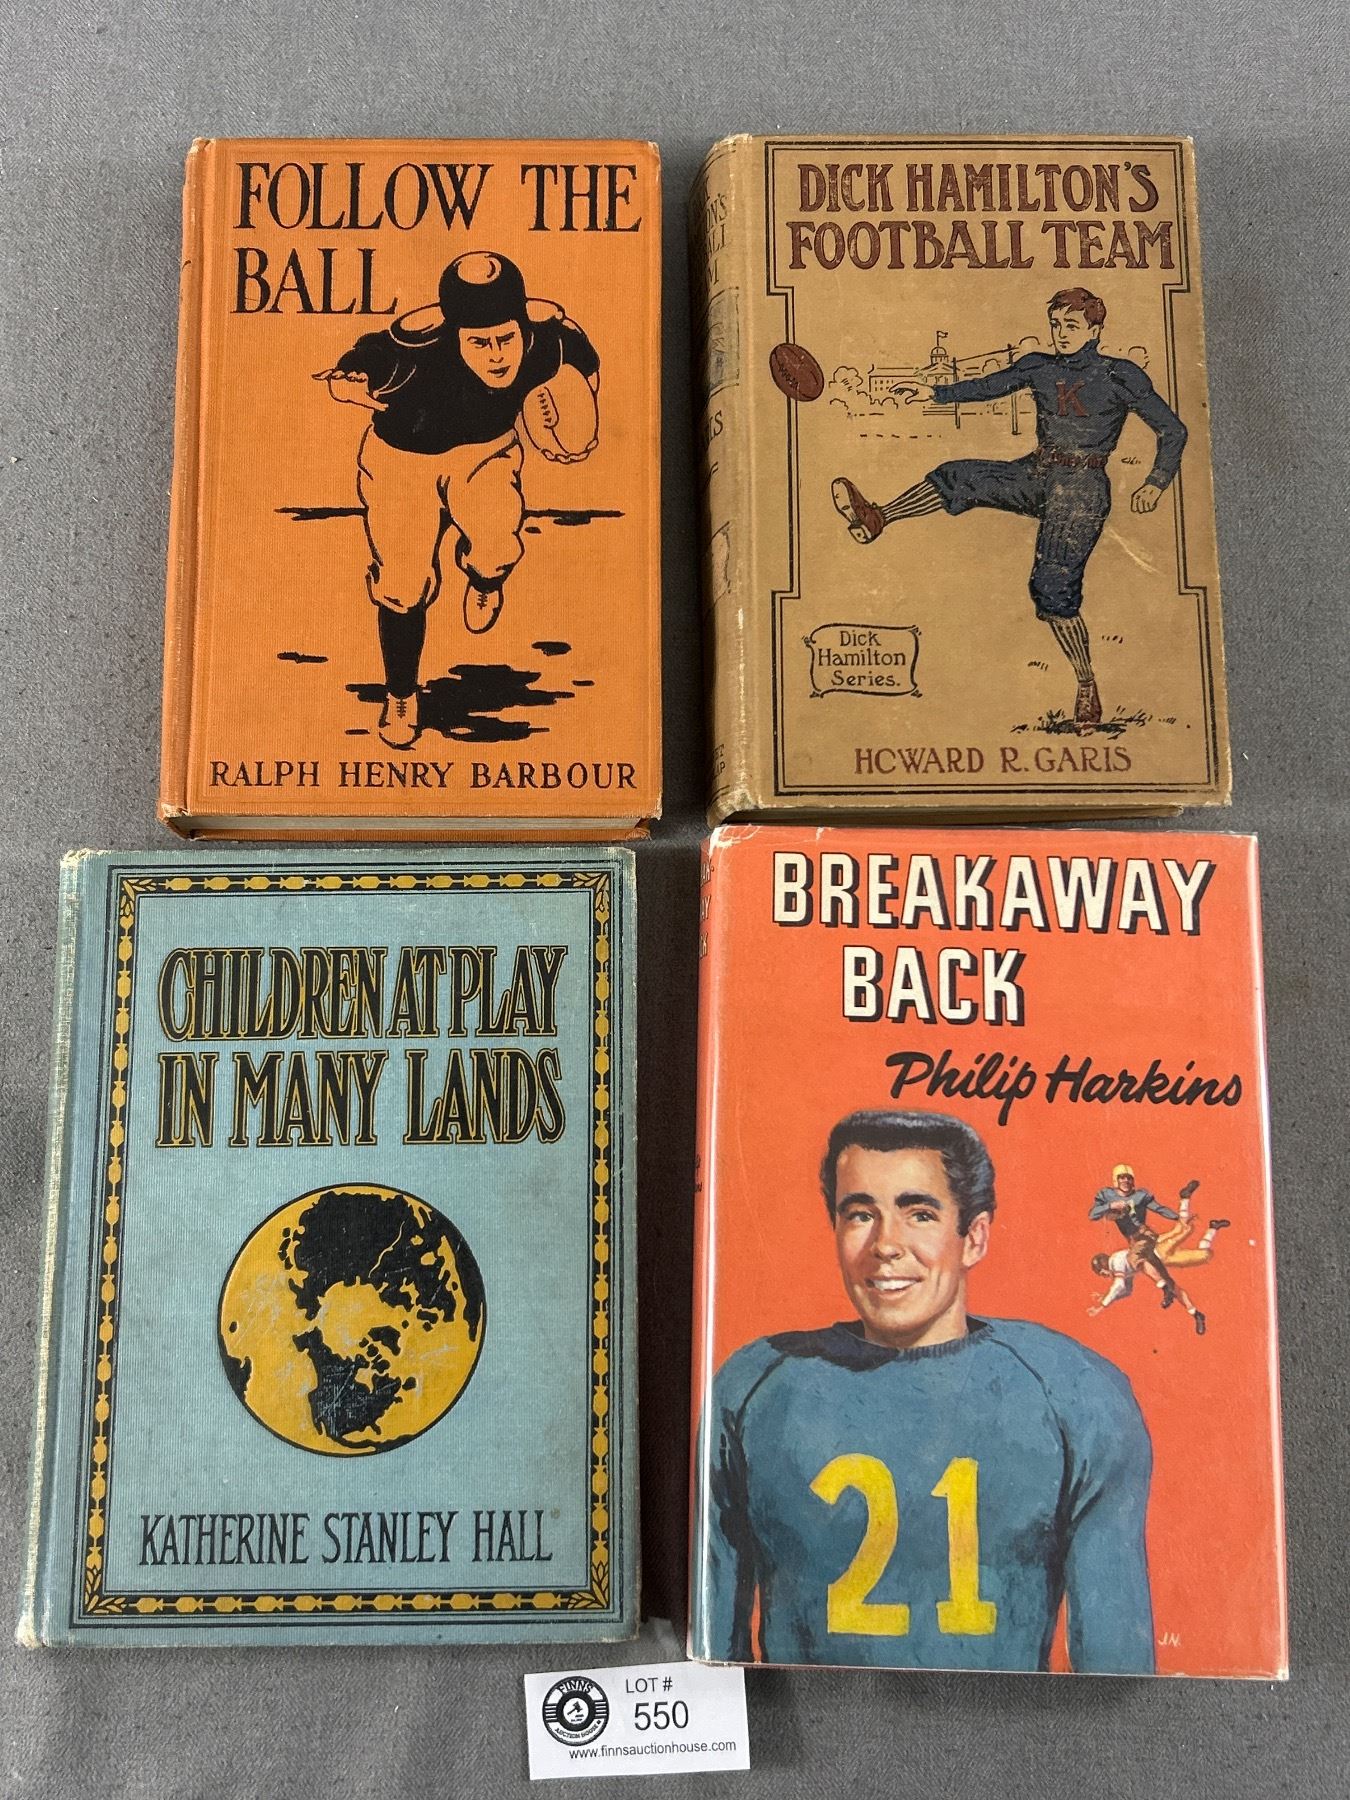 FOLLOW THE
BALL
RALPH HENRY BARBOUR
DICK HAMILTON'S
FOOTBALL TEAM
K
Dick
Hamilton
Series.
HOWARD R. GARIS
CHILDREN AT PLAY
IN MANY LANDS
KATHERINE STANLEY HALL
BREAKAWAY
BACK
Philip Harkins
21
J.N.
FINNS
AUCTION HOUSE
LOT #
550
www.finnsauctionhouse.com